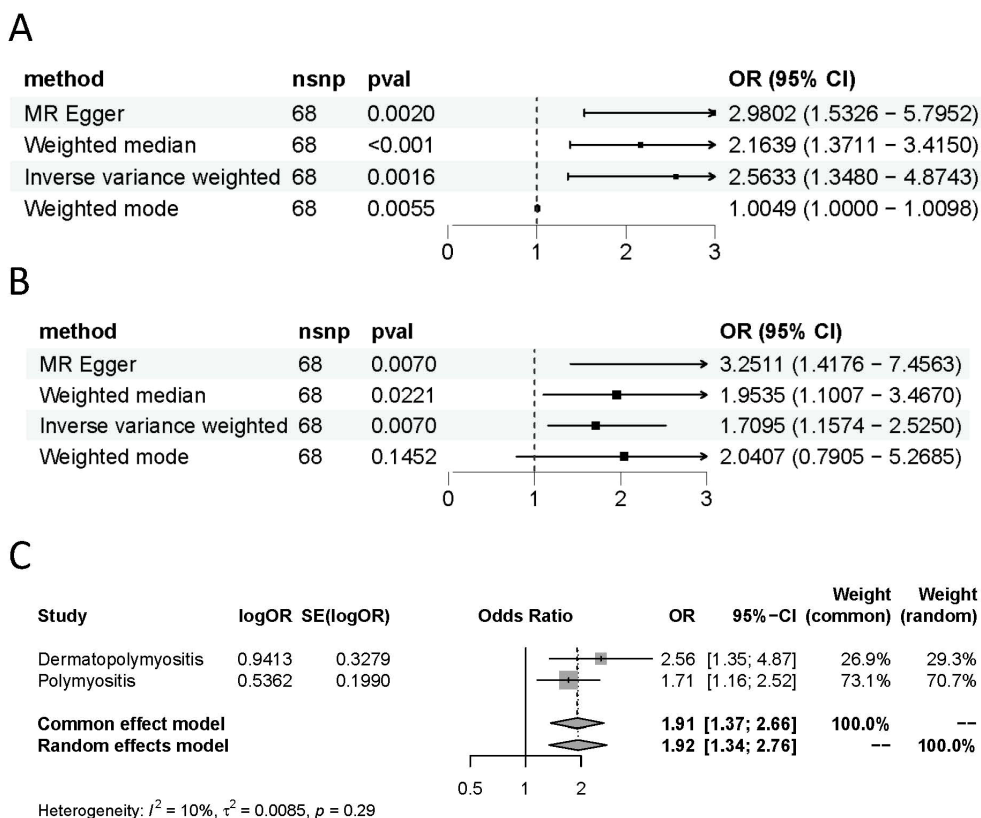 A
method nsnp pval OR (95% CI)
MR Egger 68 0.0020 2.9802 (1.5326 − 5.7952)
Weighted median 68 <0.001 2.1639 (1.3711 − 3.4150)
Inverse variance weighted 68 0.0016 2.5633 (1.3480 − 4.8743)
Weighted mode 68 0.0055 1.0049 (1.0000 − 1.0098)
0 1 2 3
B
method nsnp pval OR (95% CI)
MR Egger 68 0.0070 3.2511 (1.4176 − 7.4563)
Weighted median 68 0.0221 1.9535 (1.1007 − 3.4670)
Inverse variance weighted 68 0.0070 1.7095 (1.1574 − 2.5250)
Weighted mode 68 0.1452 2.0407 (0.7905 − 5.2685)
0 1 2 3
C
Weight Weight
Study logOR SE(logOR) Odds Ratio OR 95%−CI (common) (random)
Dermatopolymyositis 0.9413 0.3279 2.56 [1.35; 4.87] 26.9% 29.3%
Polymyositis 0.5362 0.1990 1.71 [1.16; 2.52] 73.1% 70.7%
Common effect model 1.91 [1.37; 2.66] 100.0% −−
Random effects model 1.92 [1.34; 2.76] −− 100.0%
0.5 1 2
Heterogeneity: I² = 10%, τ² = 0.0085, p = 0.29